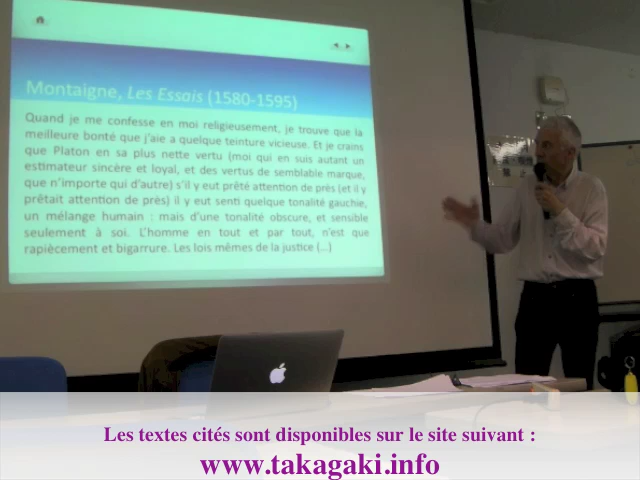 Montaigne, Les Essais (1580-1595)
Quand je me confesse en moi religieusement, je trouve que la
meilleure bonté que j'aie a quelque teinture vicieuse. Et je crains
que Platon en sa plus nette vertu (moi qui en suis autant un
estimateur sincère et loyal, et des vertus de semblable marque,
que n'importe qui d'autre) s'il y eut prêté attention de près (et il y
prêtait attention de près) il y eut senti quelque tonalité gauchie,
un mélange humain : mais d'une tonalité obscure, et sensible
seulement à soi. L'homme en tout et par tout, n'est que
rapiècement et bigarrure. Les lois mêmes de la justice (...)
Les textes cités sont disponibles sur le site suivant :
www.takagaki.info